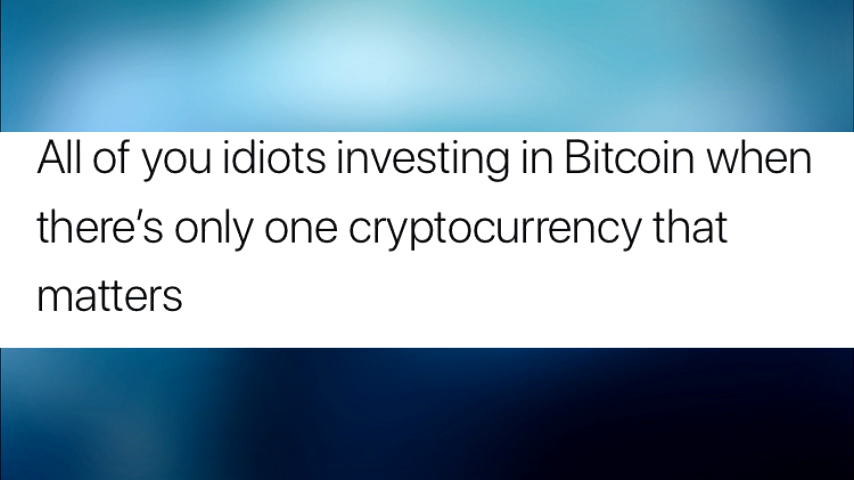 All of you idiots investing in Bitcoin when
there's only one cryptocurrency that
matters